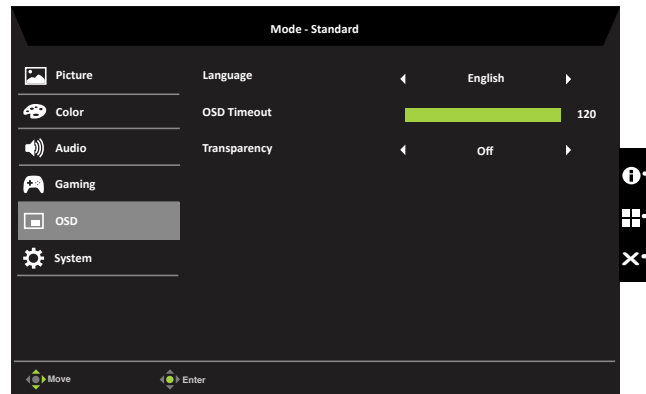 Mode - Standard
Picture
Language English
Color
OSD Timeout 120
Audio
Transparency Off
Gaming
OSD
System
Move Enter